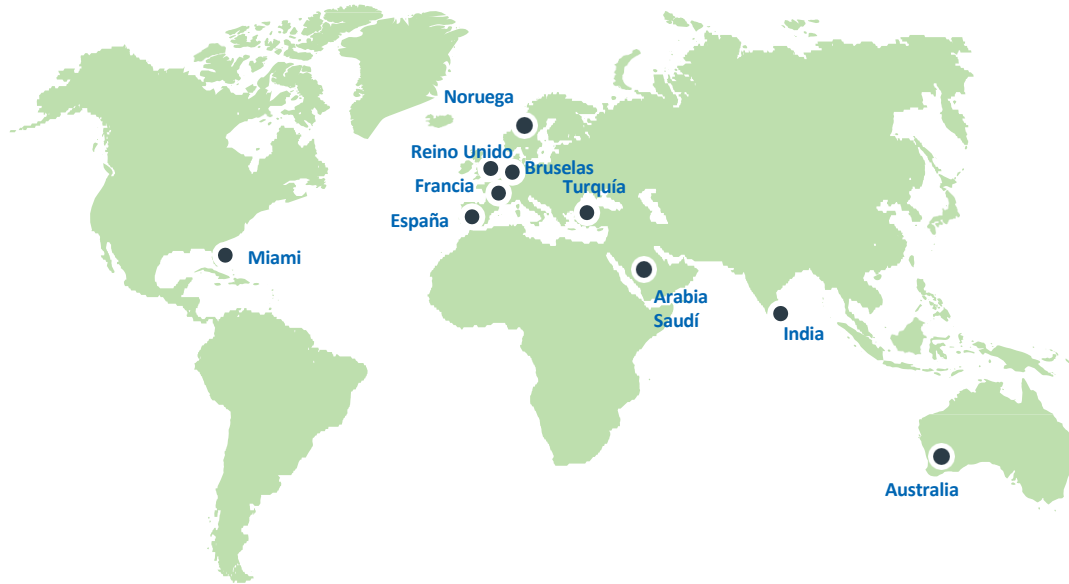 Noruega
Reino Unido
Bruselas
Francia
Turquía
España
Miami
Arabia
Saudí
India
Australia